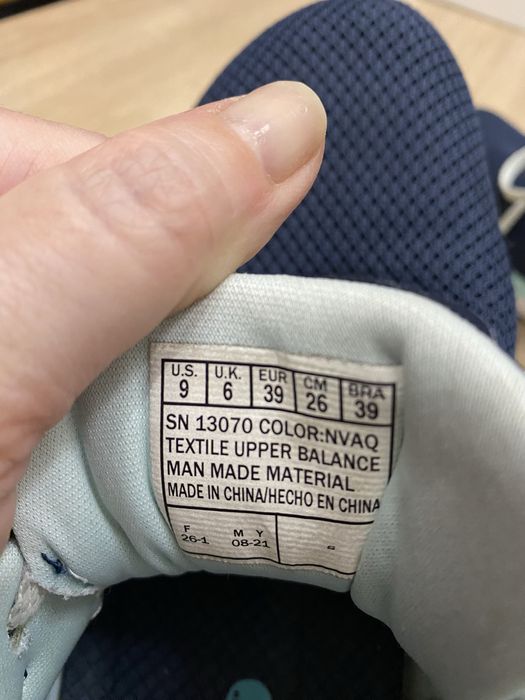 U.S. U.K. EUR CM BRA
9 6 39 26 39
SN 13070 COLOR:NVAQ
TEXTILE UPPER BALANCE
MAN MADE MATERIAL
MADE IN CHINA/HECHO EN CHINA
F M Y
26-1 08-21